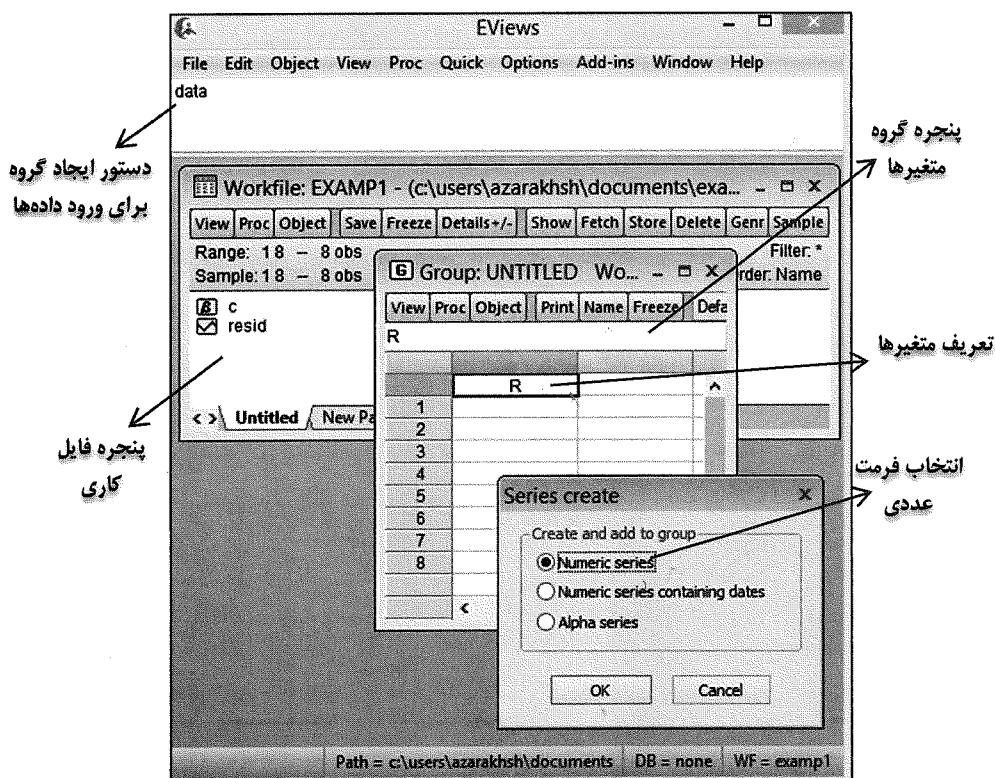 EViews
File Edit Object View Proc Quick Options Add-ins Window Help
data
دستور ایجاد گروه
برای ورود داده‌ها
پنجره گروه
متغیرها
Workfile: EXAMP1 - (c:\users\azarakhsh\documents\exa...
View Proc Object Save Freeze Details+/- Show Fetch Store Delete Genr Sample
Range: 1 8 – 8 obs
Filter: *
Sample: 1 8 – 8 obs
rder: Name
c
resid
Untitled New Pa
پنجره فایل
کاری
G Group: UNTITLED Wo...
View Proc Object Print Name Freeze Defa
R
R
1
2
3
4
5
6
7
8
تعریف متغیرها
انتخاب فرمت
عددی
Series create
Create and add to group
Numeric series
Numeric series containing dates
Alpha series
OK Cancel
Path = c:\users\azarakhsh\documents DB = none WF = examp1